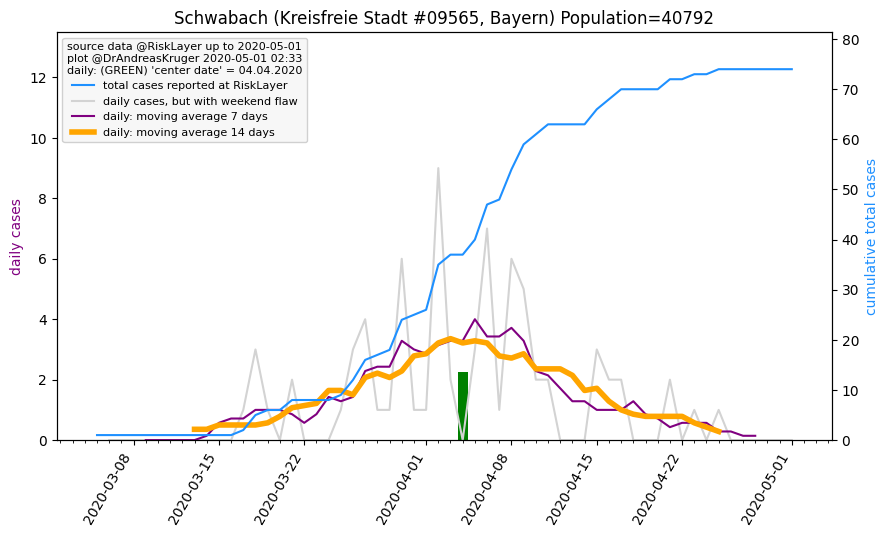 Schwabach (Kreisfreie Stadt #09565, Bayern) Population=40792
source data @RiskLayer up to 2020-05-01
plot @DrAndreasKruger 2020-05-01 02:33
daily: (GREEN) 'center date' = 04.04.2020
total cases reported at RiskLayer
daily cases, but with weekend flaw
daily: moving average 7 days
daily: moving average 14 days
daily cases
12
10
8
6
4
2
0
80
70
60
50
40
30
20
10
0
cumulative total cases
2020-03-08
2020-03-15
2020-03-22
2020-04-01
2020-04-08
2020-04-15
2020-04-22
2020-05-01